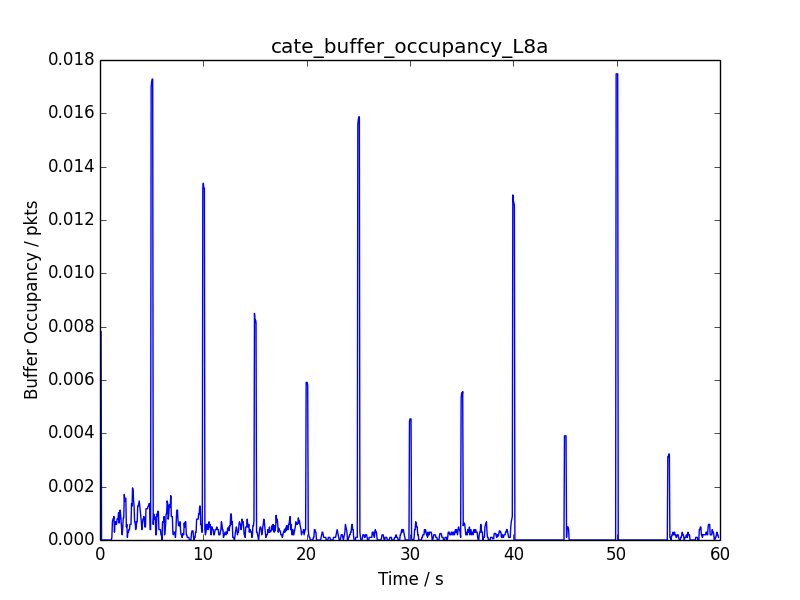 cate_buffer_occupancy_L8a
0.018
0.016
0.014
0.012
0.010
0.008
0.006
0.004
0.002
0.000
Buffer Occupancy / pkts
0 10 20 30 40 50 60
Time / s